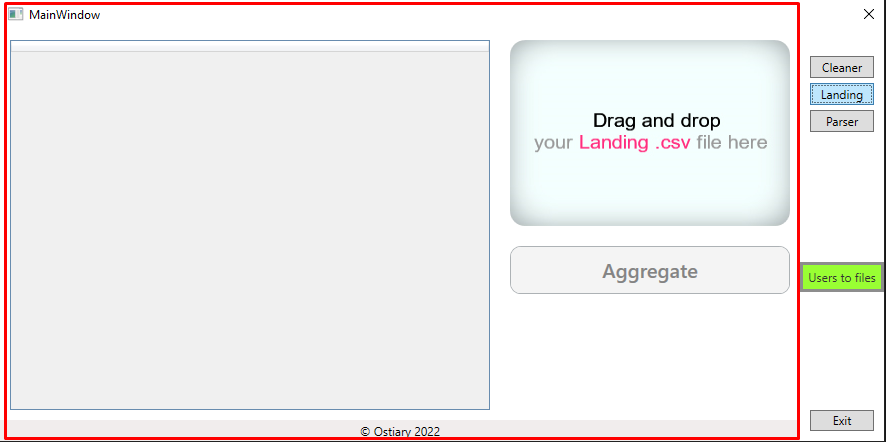 MainWindow
Cleaner
Landing
Parser
Drag and drop
your Landing .csv file here
Aggregate
Users to files
Exit
© Ostiary 2022